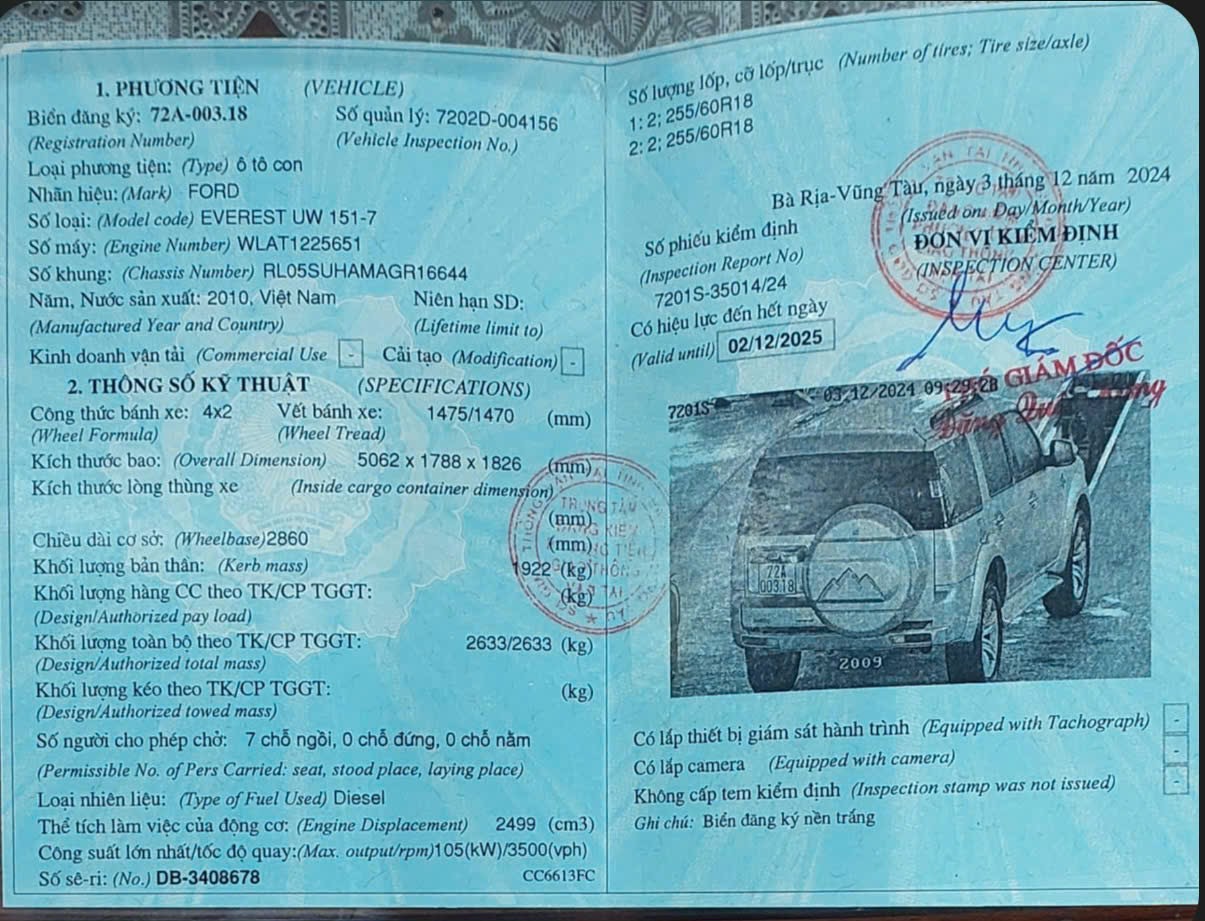 1. PHƯƠNG TIỆN (VEHICLE)
Biển đăng ký: 72A-003.18 Số quản lý: 7202D-004156
(Registration Number) (Vehicle Inspection No.)
Loại phương tiện: (Type) ô tô con
Nhãn hiệu: (Mark) FORD
Số loại: (Model code) EVEREST UW 151-7
Số máy: (Engine Number) WLAT1225651
Số khung: (Chassis Number) RL05SUHAMAGR16644
Năm, Nước sản xuất: 2010, Việt Nam Niên hạn SD:
(Manufactured Year and Country) (Lifetime limit to)
Kinh doanh vận tải (Commercial Use - Cải tạo (Modification) -
2. THÔNG SỐ KỸ THUẬT (SPECIFICATIONS)
Công thức bánh xe: 4x2 Vết bánh xe: 1475/1470 (mm)
(Wheel Formula) (Wheel Tread)
Kích thước bao: (Overall Dimension) 5062 x 1788 x 1826 (mm)
Kích thước lòng thùng xe (Inside cargo container dimension)
(mm)
Chiều dài cơ sở: (Wheelbase)2860 (mm)
Khối lượng bản thân: (Kerb mass) 1922 (kg)
Khối lượng hàng CC theo TK/CP TGGT: (kg)
(Design/Authorized pay load)
Khối lượng toàn bộ theo TK/CP TGGT: 2633/2633 (kg)
(Design/Authorized total mass)
Khối lượng kéo theo TK/CP TGGT: (kg)
(Design/Authorized towed mass)
Số người cho phép chở: 7 chỗ ngồi, 0 chỗ đứng, 0 chỗ nằm
(Permissible No. of Pers Carried: seat, stood place, laying place)
Loại nhiên liệu: (Type of Fuel Used) Diesel
Thể tích làm việc của động cơ: (Engine Displacement) 2499 (cm3)
Công suất lớn nhất/tốc độ quay:(Max. output/rpm)105(kW)/3500(vph)
Số sê-ri: (No.) DB-3408678 CC6613FC
Số lượng lốp, cỡ lốp/trục (Number of tires; Tire size/axle)
1: 2; 255/60R18
2: 2; 255/60R18
Bà Rịa-Vũng Tàu, ngày 3 tháng 12 năm 2024
(Issued on: Day/Month/Year)
Số phiếu kiểm định ĐƠN VỊ KIỂM ĐỊNH
(Inspection Report No) (INSPECTION CENTER)
7201S-35014/24
Có hiệu lực đến hết ngày
(Valid until) 02/12/2025
GIÁM ĐỐC
7201S 03/12/2024 09:29:28
72A
003.18
2009
Có lắp thiết bị giám sát hành trình (Equipped with Tachograph) -
Có lắp camera (Equipped with camera) -
Không cấp tem kiểm định (Inspection stamp was not issued) -
Ghi chú: Biển đăng ký nền trắng